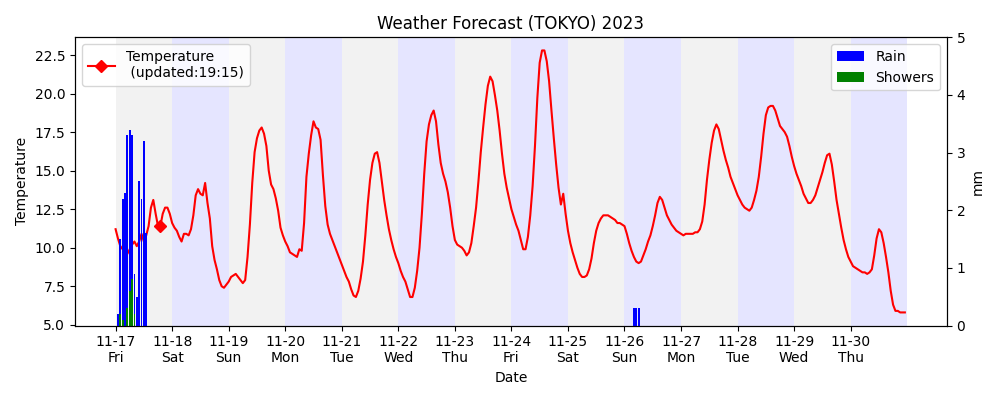 Weather Forecast (TOKYO) 2023
Temperature
(updated:19:15)
Rain
Showers
Temperature
22.5
20.0
17.5
15.0
12.5
10.0
7.5
5.0
5
4
3
2
1
0
mm
11-17 11-18 11-19 11-20 11-21 11-22 11-23 11-24 11-25 11-26 11-27 11-28 11-29 11-30
Fri Sat Sun Mon Tue Wed Thu Fri Sat Sun Mon Tue Wed Thu
Date